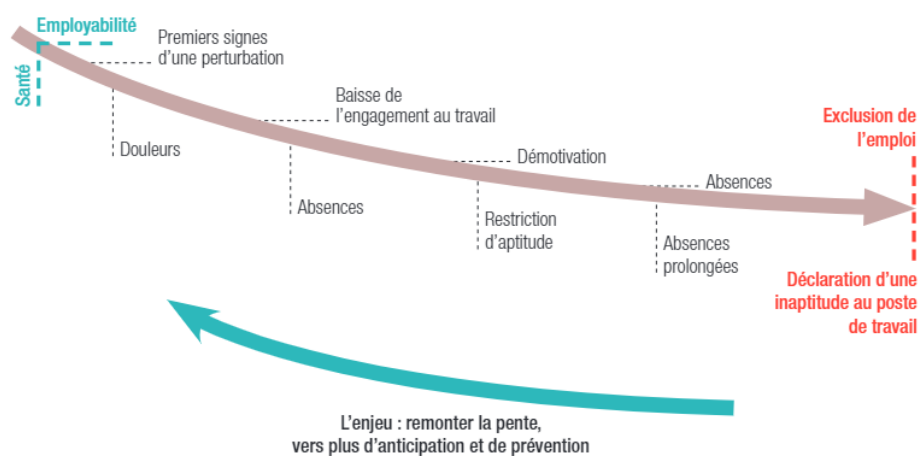 Employabilité
Santé
Premiers signes
d’une perturbation
Douleurs
Baisse de
l’engagement au travail
Absences
Démotivation
Restriction
d’aptitude
Absences
Absences
prolongées
Exclusion de
l’emploi
Déclaration d’une
inaptitude au poste
de travail
L’enjeu : remonter la pente,
vers plus d’anticipation et de prévention